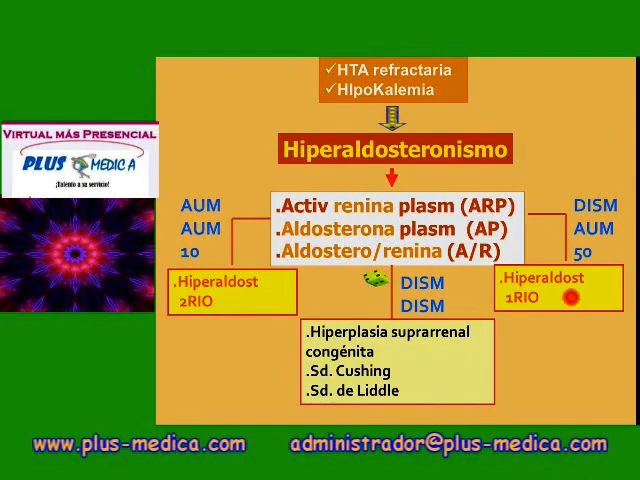 ✓HTA refractaria
✓HIpoKalemia
VIRTUAL MÁS PRESENCIAL
PLUS MEDICA
¡Talento a su servicio!
Hiperaldosteronismo
AUM
AUM
10
.Activ renina plasm (ARP)
.Aldosterona plasm (AP)
.Aldostero/renina (A/R)
DISM
AUM
50
.Hiperaldost
2RIO
DISM
DISM
.Hiperaldost
1RIO
.Hiperplasia suprarrenal
congénita
.Sd. Cushing
.Sd. de Liddle
www.plus-medica.com
administrador@plus-medica.com